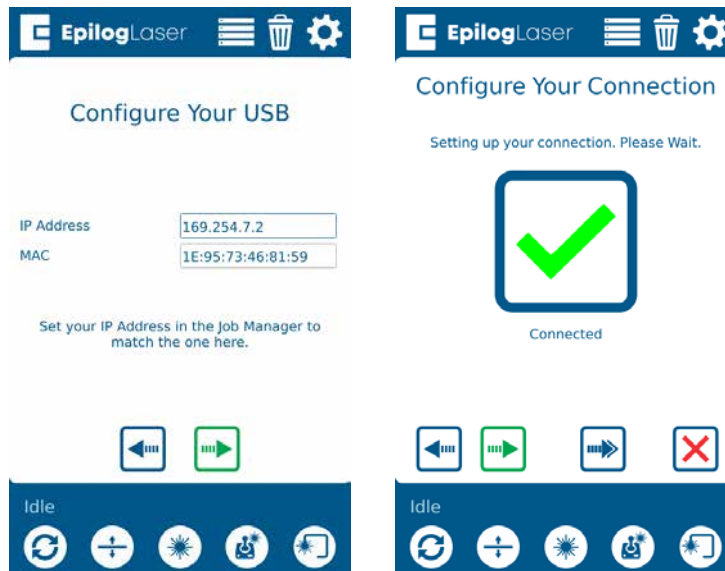 EpilogLaser
Configure Your USB
IP Address 169.254.7.2
MAC 1E:95:73:46:81:59
Set your IP Address in the Job Manager to
match the one here.
Idle
EpilogLaser
Configure Your Connection
Setting up your connection. Please Wait.
Connected
Idle